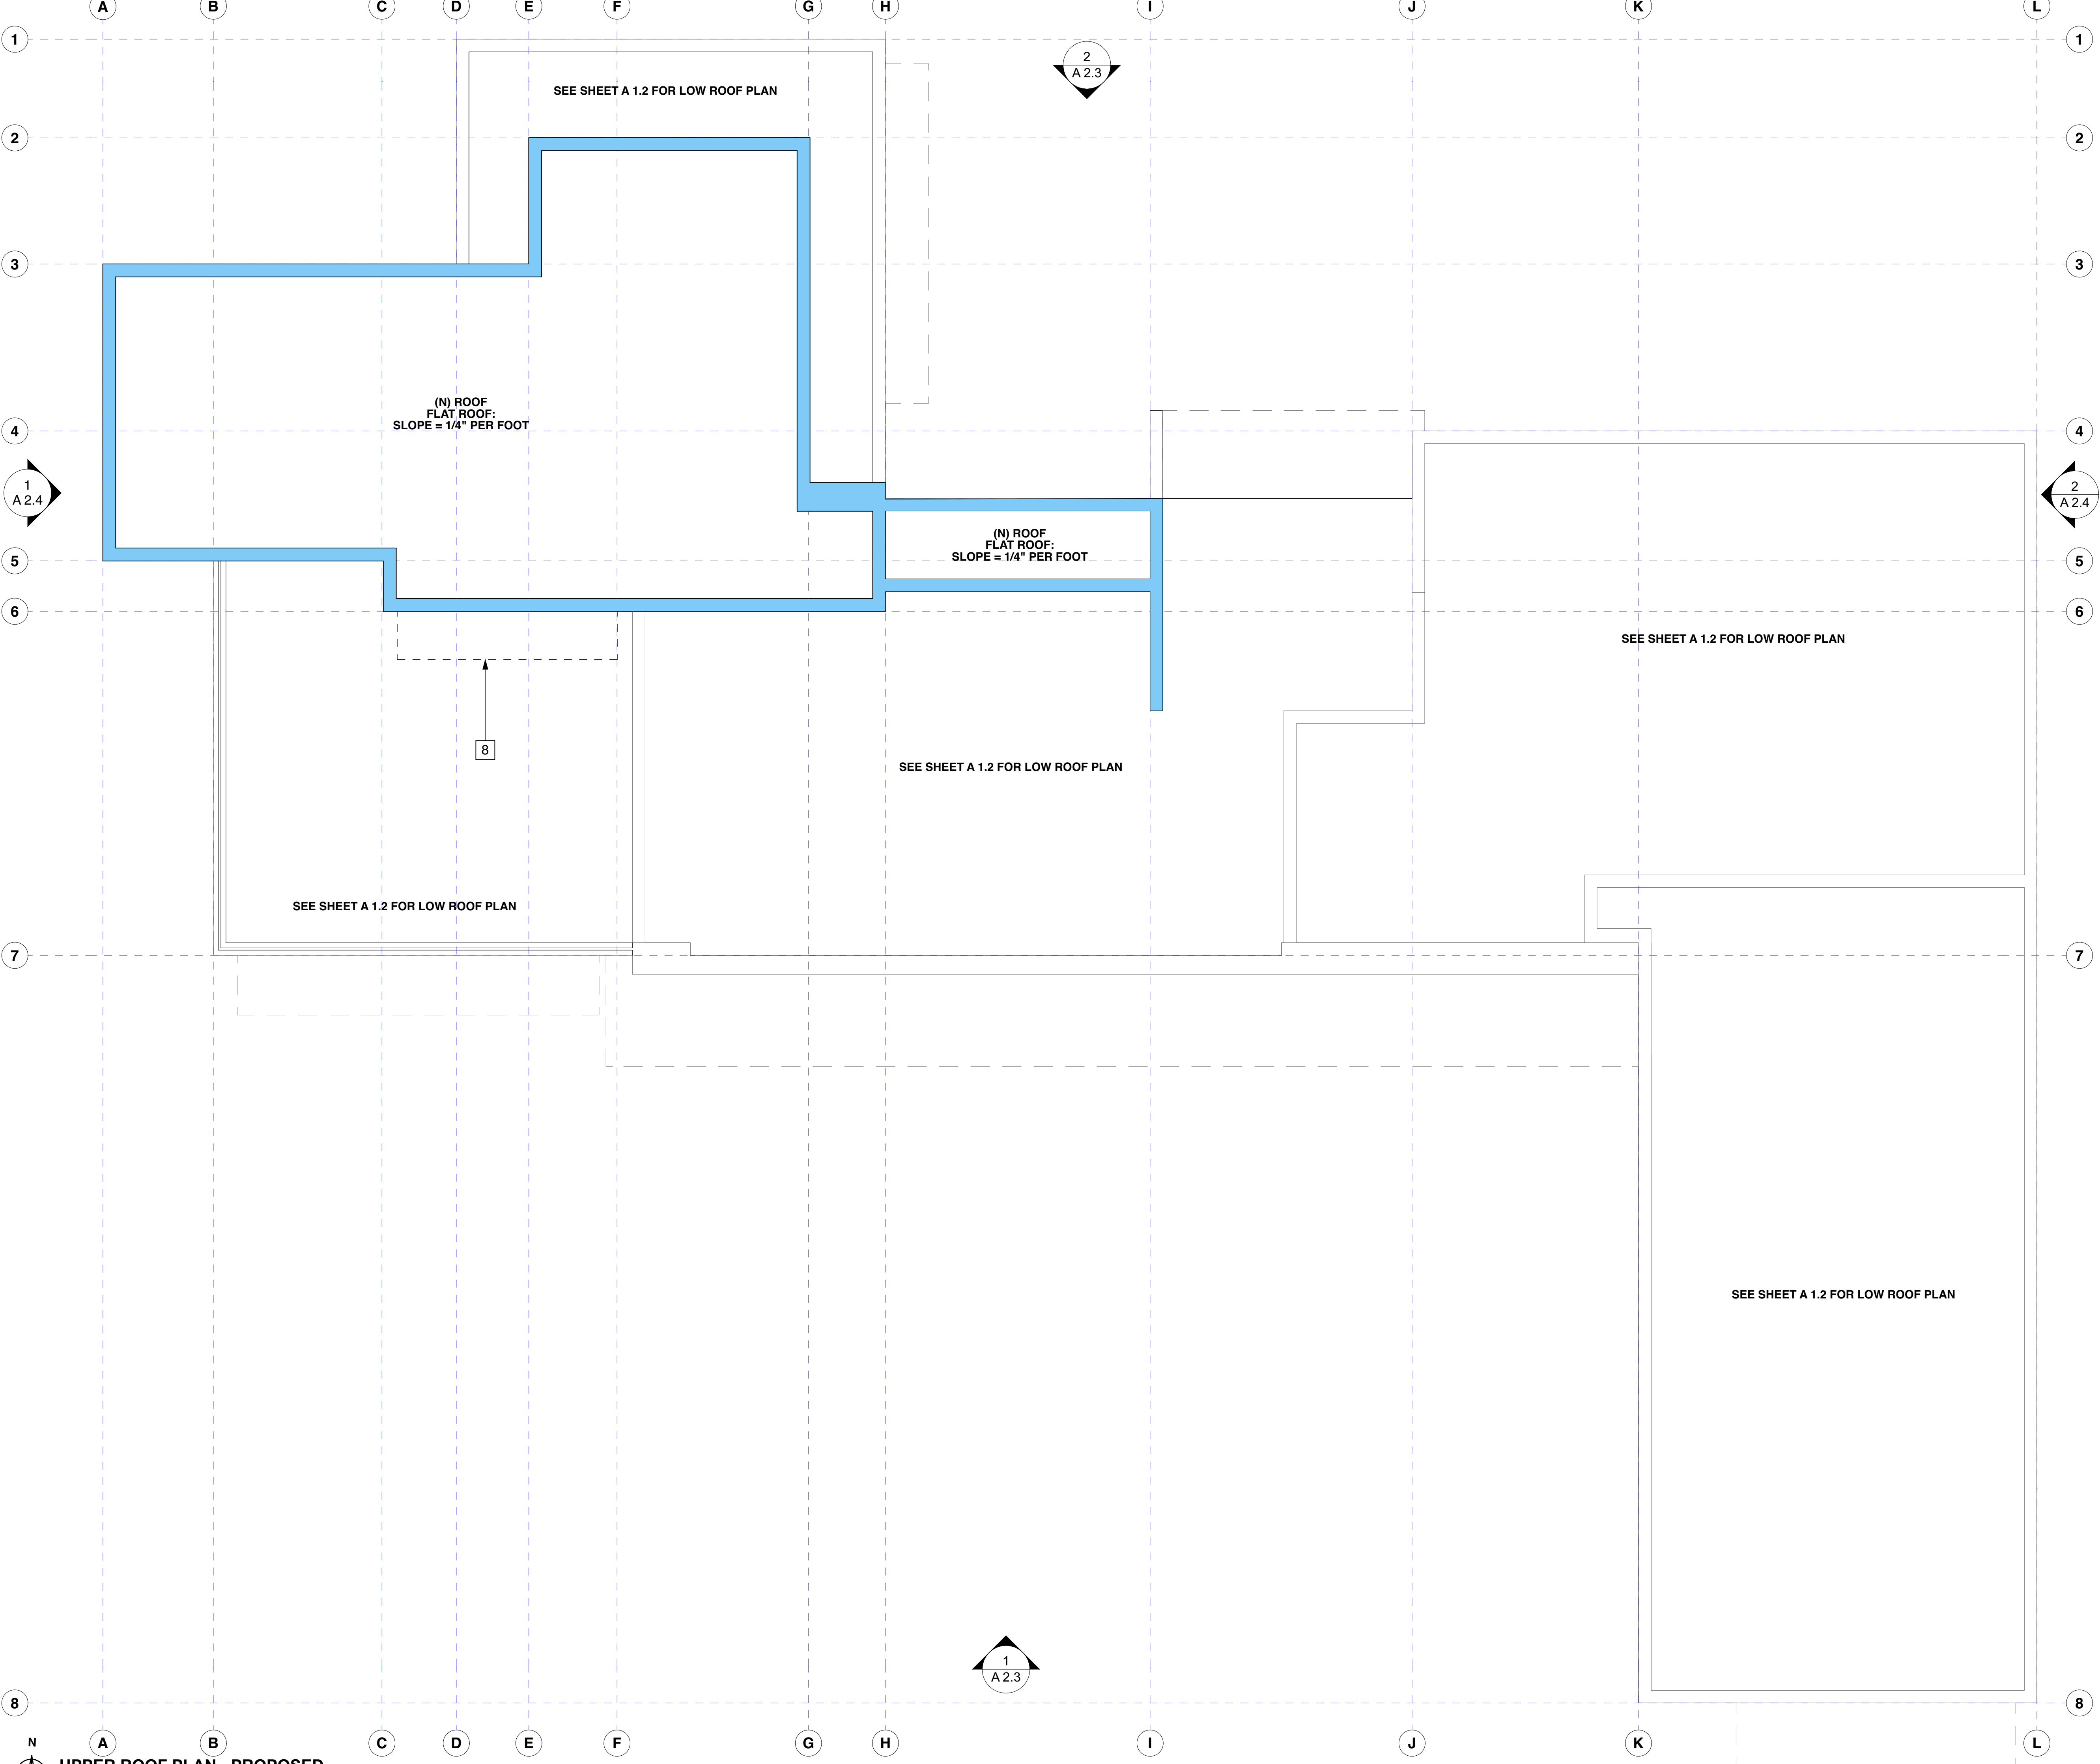 A B C D E F G H I J K L
1 1
2
A 2.3
SEE SHEET A 1.2 FOR LOW ROOF PLAN
2 2
3 3
(N) ROOF
FLAT ROOF:
SLOPE = 1/4" PER FOOT
4 4
1
A 2.4
2
A 2.4
(N) ROOF
FLAT ROOF:
SLOPE = 1/4" PER FOOT
5 5
6 6
SEE SHEET A 1.2 FOR LOW ROOF PLAN
8
SEE SHEET A 1.2 FOR LOW ROOF PLAN
SEE SHEET A 1.2 FOR LOW ROOF PLAN
7 7
SEE SHEET A 1.2 FOR LOW ROOF PLAN
1
A 2.3
8 8
N
A B C D E F G H I J K L
UPPER ROOF PLAN - PROPOSED